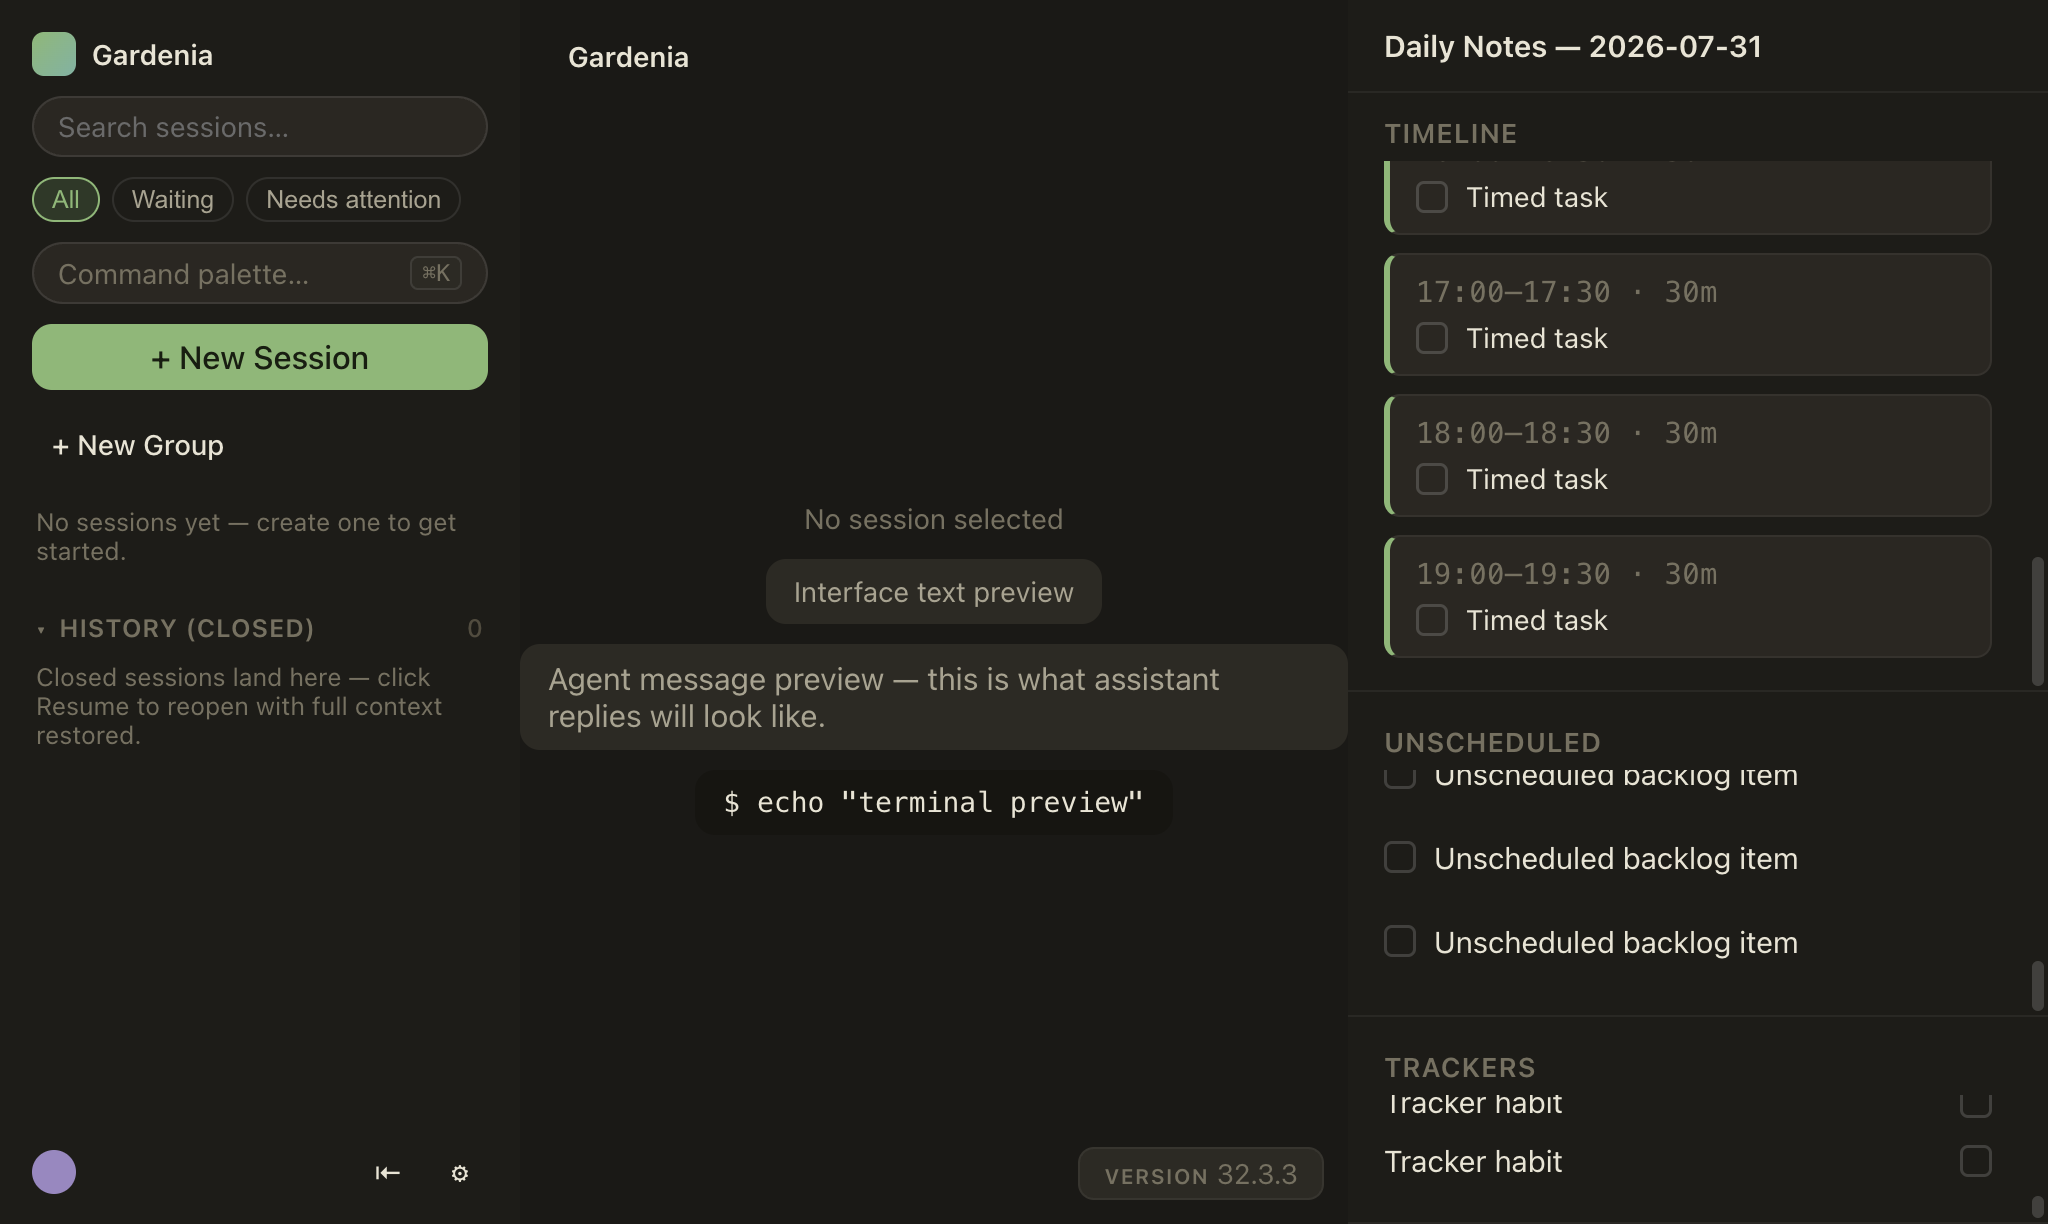 Gardenia
Search sessions...
All
Waiting
Needs attention
Command palette...
⌘K
+ New Session
+ New Group
No sessions yet — create one to get
started.
▾ HISTORY (CLOSED) 0
Closed sessions land here — click
Resume to reopen with full context
restored.
Gardenia
No session selected
Interface text preview
Agent message preview — this is what assistant
replies will look like.
$ echo "terminal preview"
VERSION 32.3.3
Daily Notes — 2026-07-31
TIMELINE
Timed task
17:00–17:30 · 30m
Timed task
18:00–18:30 · 30m
Timed task
19:00–19:30 · 30m
Timed task
UNSCHEDULED
Unscheduled backlog item
Unscheduled backlog item
Unscheduled backlog item
TRACKERS
Tracker habit
Tracker habit